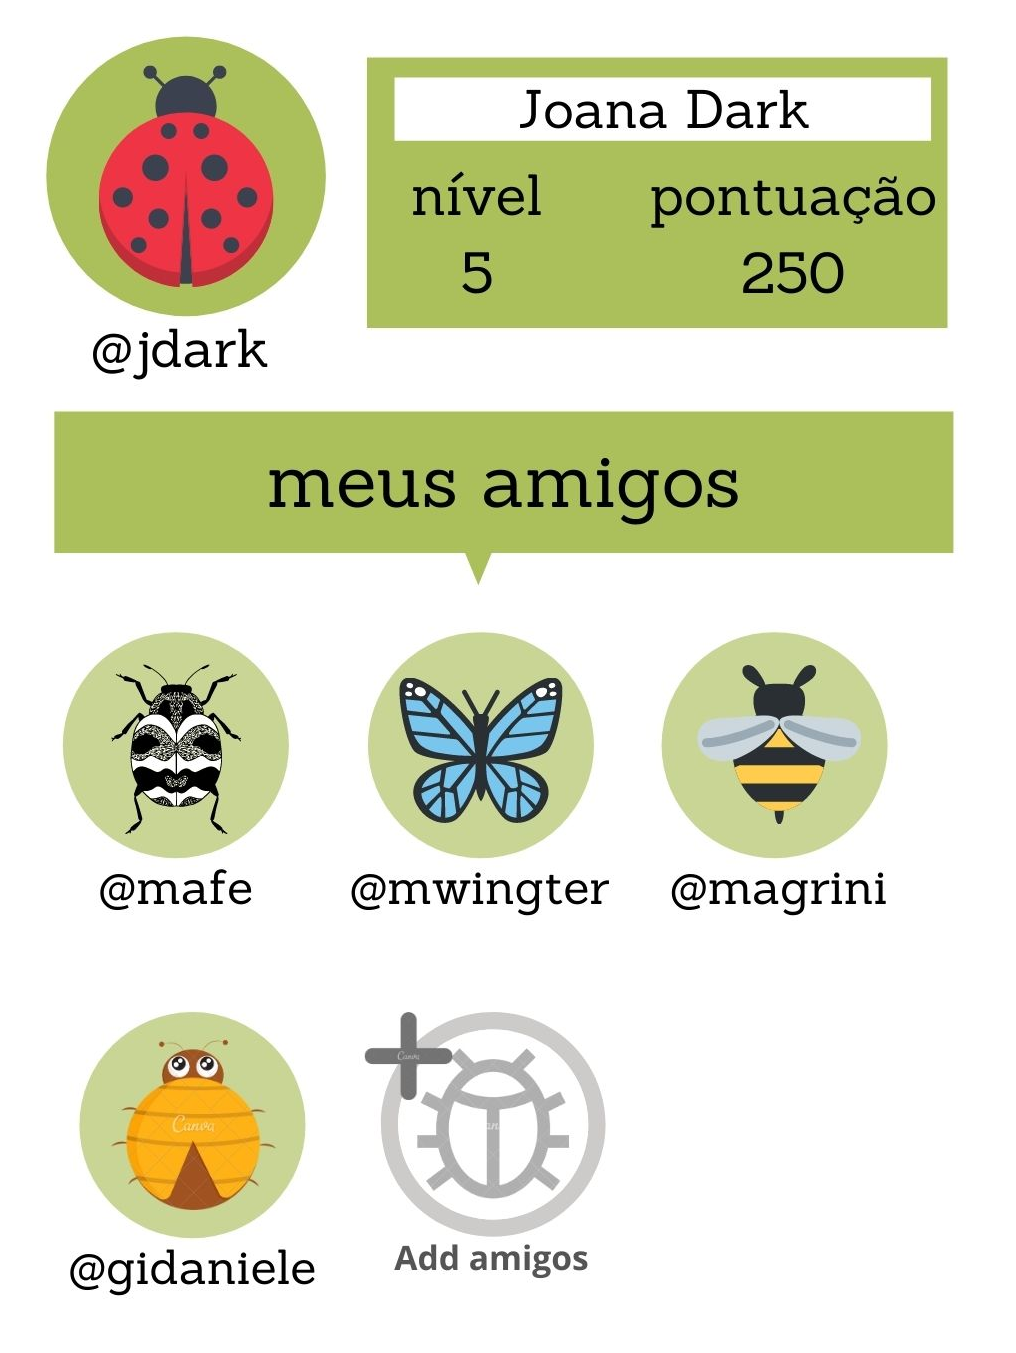 Joana Dark
nível pontuação
5 250
@jdark
meus amigos
@mafe @mwingter @magrini
Canva
Canva
@gidaniele
Add amigos